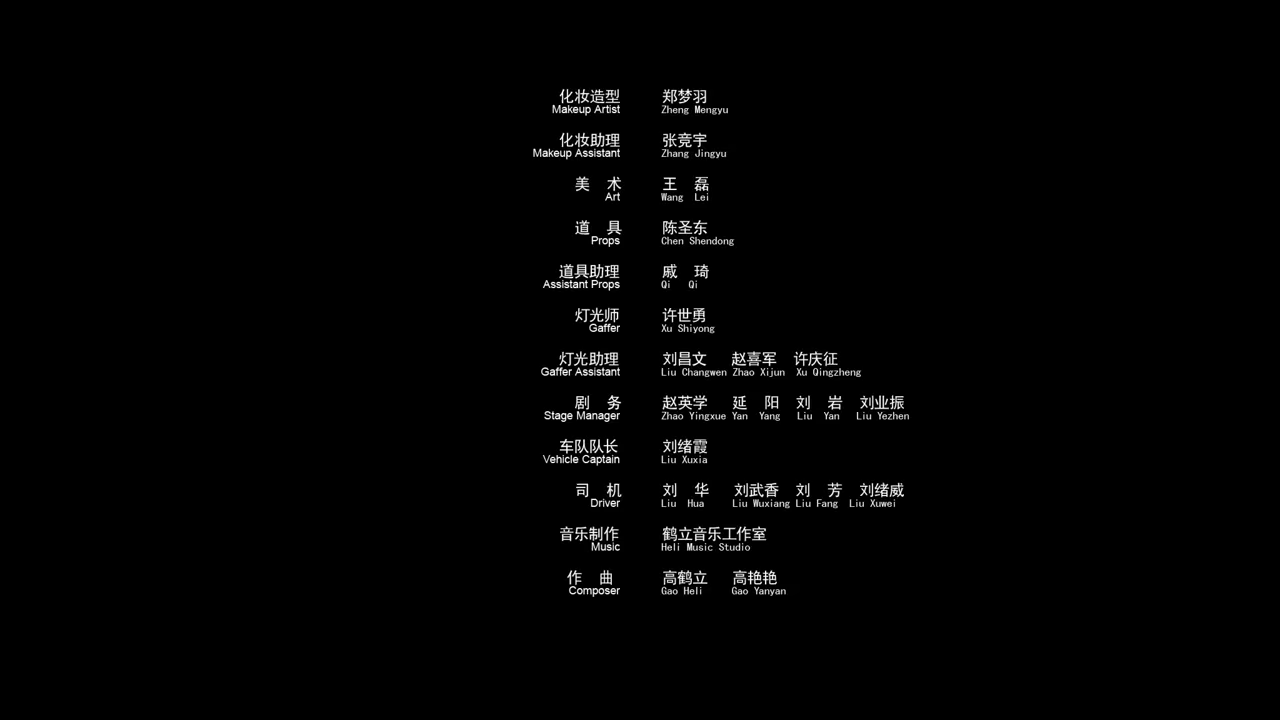 化妆造型 郑梦羽
Makeup Artist Zheng Mengyu
化妆助理 张竞宇
Makeup Assistant Zhang Jingyu
美 术 王 磊
Art Wang Lei
道 具 陈圣东
Props Chen Shendong
道具助理 戚 琦
Assistant Props Qi Qi
灯光师 许世勇
Gaffer Xu Shiyong
灯光助理 刘昌文 赵喜军 许庆征
Gaffer Assistant Liu Changwen Zhao Xijun Xu Qingzheng
剧 务 赵英学 延 阳 刘 岩 刘业振
Stage Manager Zhao Yingxue Yan Yang Liu Yan Liu Yezhen
车队队长 刘绪霞
Vehicle Captain Liu Xuxia
司 机 刘 华 刘武香 刘 芳 刘绪威
Driver Liu Hua Liu Wuxiang Liu Fang Liu Xuwei
音乐制作 鹤立音乐工作室
Music Heli Music Studio
作 曲 高鹤立 高艳艳
Composer Gao Heli Gao Yanyan